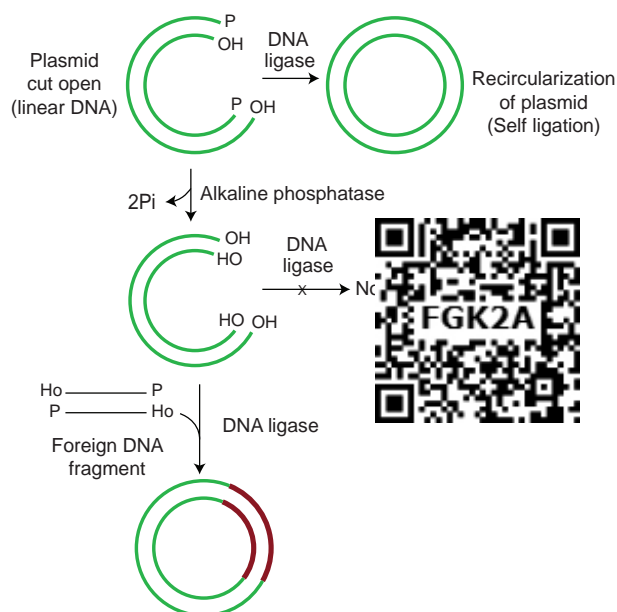 P
OH
DNA
ligase
Plasmid
cut open
(linear DNA)
P OH
Recircularization
of plasmid
(Self ligation)
2Pi
Alkaline phosphatase
OH
HO
DNA
ligase
x
HO OH
FGK2A
Ho P
P Ho
DNA ligase
Foreign DNA
fragment